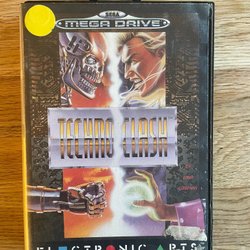 SEGA
MEGA DRIVE
TECHNO CLASH
ELECTRONIC ARTS